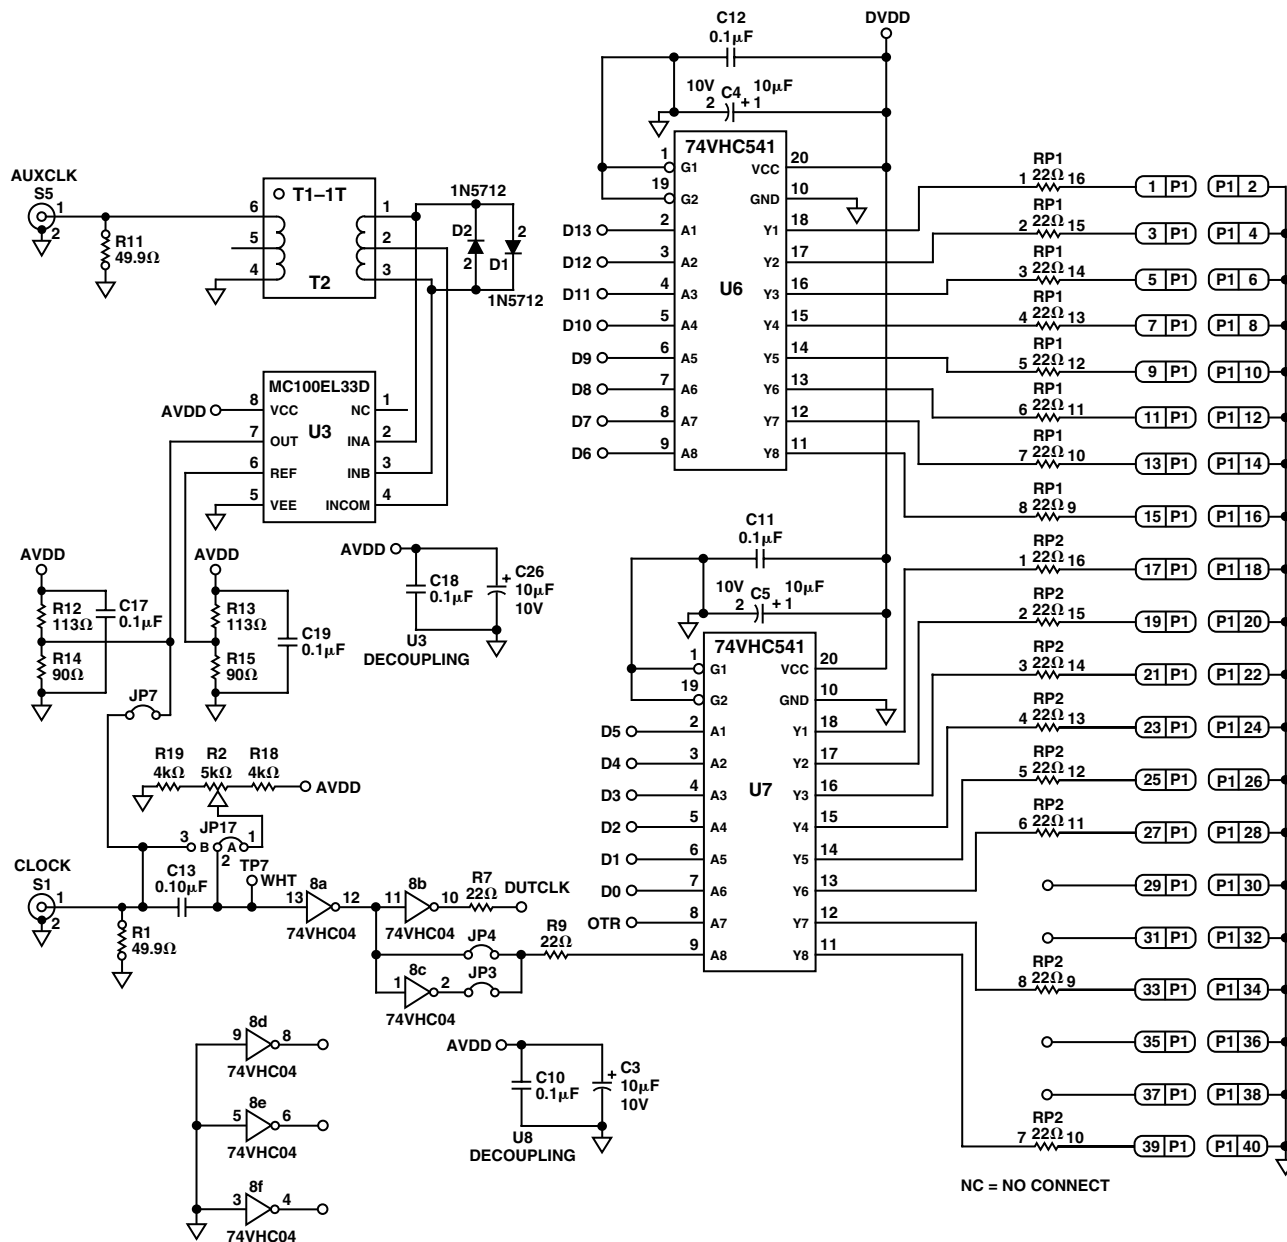 C12
0.1µF
DVDD
10V C4 10µF
2 + 1
74VHC541
1 G1 VCC 20
19 G2 GND 10
D13 2 A1 Y1 18
D12 3 A2 Y2 17
D11 4 A3 U6 Y3 16
D10 5 A4 Y4 15
D9 6 A5 Y5 14
D8 7 A6 Y6 13
D7 8 A7 Y7 12
D6 9 A8 Y8 11
RP1
1 22Ω 16 1 P1 P1 2
RP1
2 22Ω 15 3 P1 P1 4
RP1
3 22Ω 14 5 P1 P1 6
RP1
4 22Ω 13 7 P1 P1 8
RP1
5 22Ω 12 9 P1 P1 10
RP1
6 22Ω 11 11 P1 P1 12
RP1
7 22Ω 10 13 P1 P1 14
RP1
8 22Ω 9 15 P1 P1 16
RP2
1 22Ω 16 17 P1 P1 18
RP2
2 22Ω 15 19 P1 P1 20
RP2
3 22Ω 14 21 P1 P1 22
RP2
4 22Ω 13 23 P1 P1 24
RP2
5 22Ω 12 25 P1 P1 26
RP2
6 22Ω 11 27 P1 P1 28
29 P1 P1 30
31 P1 P1 32
RP2
8 22Ω 9 33 P1 P1 34
35 P1 P1 36
37 P1 P1 38
RP2
7 22Ω 10 39 P1 P1 40
NC = NO CONNECT
AUXCLK
S5
1
2
R11
49.9Ω
T1–1T
6 1
5 2
4 3
T2
1N5712
D2
2
2
D1
1N5712
MC100EL33D
AVDD 8 VCC NC 1
U3
7 OUT INA 2
6 REF INB 3
5 VEE INCOM 4
AVDD
R12
113Ω
C17
0.1µF
R14
90Ω
AVDD
R13
113Ω
C19
0.1µF
R15
90Ω
AVDD
C18
0.1µF
+ C26
10µF
10V
U3
DECOUPLING
C11
0.1µF
10V C5 10µF
2 + 1
74VHC541
1 G1 VCC 20
19 G2 GND 10
D5 2 A1 Y1 18
D4 3 A2 Y2 17
D3 4 A3 U7 Y3 16
D2 5 A4 Y4 15
D1 6 A5 Y5 14
D0 7 A6 Y6 13
OTR 8 A7 Y7 12
9 A8 Y8 11
JP7
R19
4kΩ
R2
5kΩ
R18
4kΩ
AVDD
JP17
3 B A 1
2
CLOCK
S1
1
2
R1
49.9Ω
C13
0.10µF
TP7
WHT
8a
13 12
74VHC04
8b
11 10
74VHC04
R7
22Ω
DUTCLK
JP4
R9
22Ω
8c
1 2
74VHC04
JP3
8d
9 8
74VHC04
8e
5 6
74VHC04
8f
3 4
74VHC04
AVDD
C10
0.1µF
+ C3
10µF
10V
U8
DECOUPLING